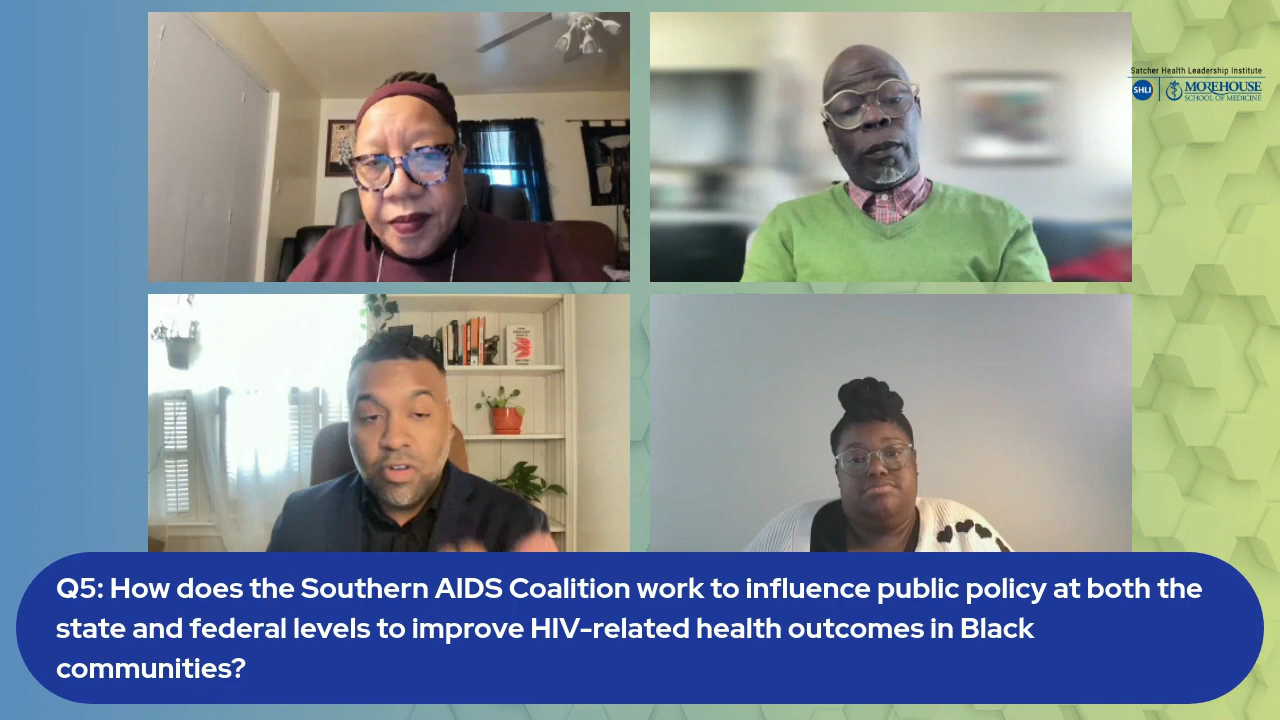 Satcher Health Leadership Institute
SHLI
MOREHOUSE
SCHOOL OF MEDICINE
Q5: How does the Southern AIDS Coalition work to influence public policy at both the
state and federal levels to improve HIV-related health outcomes in Black
communities?